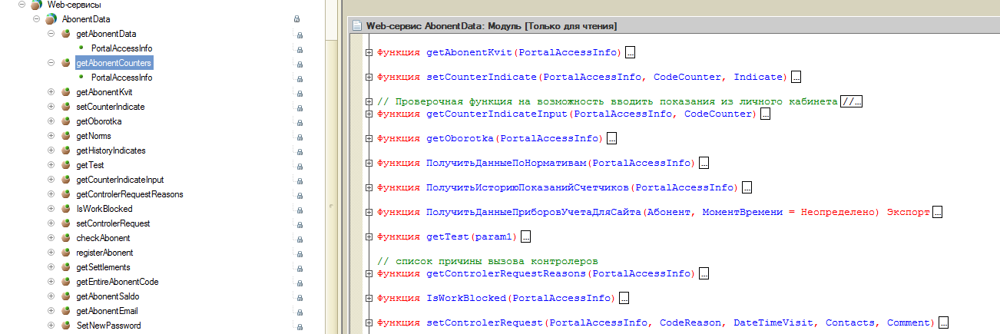 Web-сервисы
AbonentData
getAbonentData
PortalAccessInfo
getAbonentCounters
PortalAccessInfo
getAbonentKvit
setCounterIndicate
getOborotka
getNorms
getHistoryIndicates
getTest
getCounterIndicateInput
getControlerRequestReasons
IsWorkBlocked
setControlerRequest
checkAbonent
registerAbonent
getSettlements
getEntireAbonentCode
getAbonentSaldo
getAbonentEmail
SetNewPassword
Web-сервис AbonentData: Модуль [Только для чтения]
Функция getAbonentKvit(PortalAccessInfo) ...
Функция setCounterIndicate(PortalAccessInfo, CodeCounter, Indicate) ...
// Проверочная функция на возможность вводить показания из личного кабинета //...
Функция getCounterIndicateInput(PortalAccessInfo, CodeCounter) ...
Функция getOborotka(PortalAccessInfo) ...
Функция ПолучитьДанныеПоНормативам(PortalAccessInfo) ...
Функция ПолучитьИсториюПоказанийСчетчиков(PortalAccessInfo) ...
Функция ПолучитьДанныеПриборовУчетаДляСайта(Абонент, МоментВремени = Неопределено) Экспорт ...
Функция getTest(param1) ...
// список причины вызова контролеров
Функция getControlerRequestReasons(PortalAccessInfo) ...
Функция IsWorkBlocked(PortalAccessInfo) ...
Функция setControlerRequest(PortalAccessInfo, CodeReason, DateTimeVisit, Contacts, Comment) ...